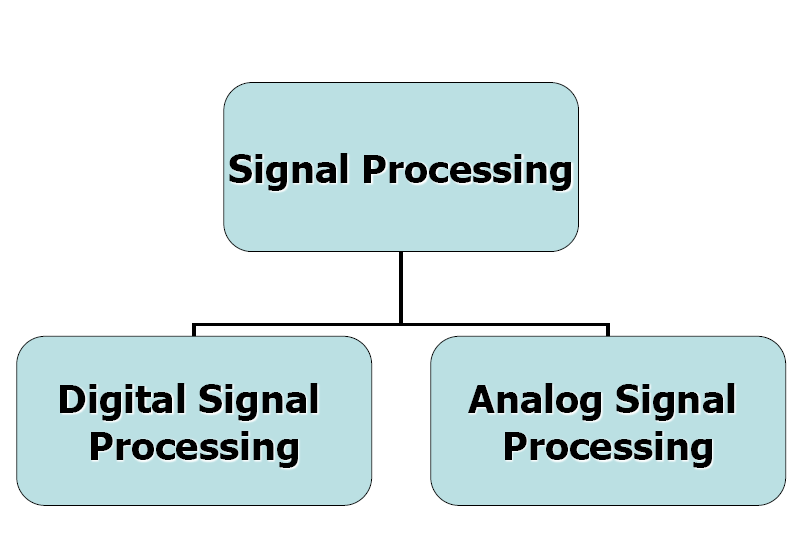 Signal Processing
Digital Signal
Processing
Analog Signal
Processing